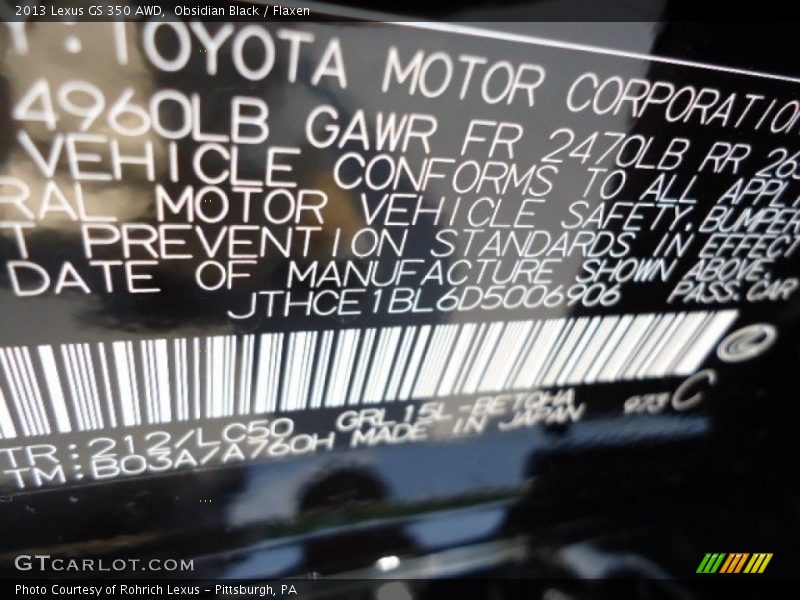 2013 Lexus GS 350 AWD, Obsidian Black / Flaxen
Y: TOYOTA MOTOR CORPORATION
4960LB GAWR FR 2470LB RR
VEHICLE CONFORMS TO ALL
RAL MOTOR VEHICLE SAFETY, BUMPER
T PREVENTION STANDARDS IN EFFECT
DATE OF MANUFACTURE SHOWN ABOVE.
JTHCE1BL6D5006906 PASS. CAR
C
TR: 212/LC50 GRL15L-BETQHA 973
TM: B03A/A760H MADE IN JAPAN
GTCARLOT.COM
Photo Courtesy of Rohrich Lexus - Pittsburgh, PA